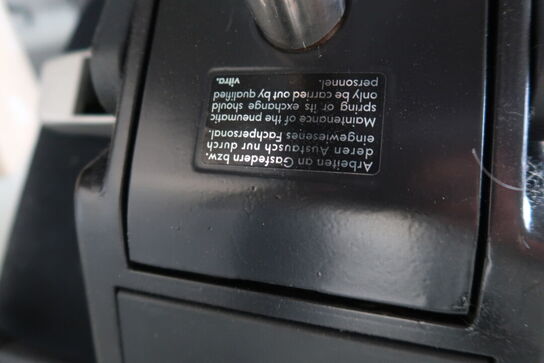 Arbeiten an Gasfedern bzw.
deren Austausch nur durch
eingewiesenes Fachpersonal.
Maintenance of the pneumatic
spring or its exchange should
only be carried out by qualified
personnel. vitra.